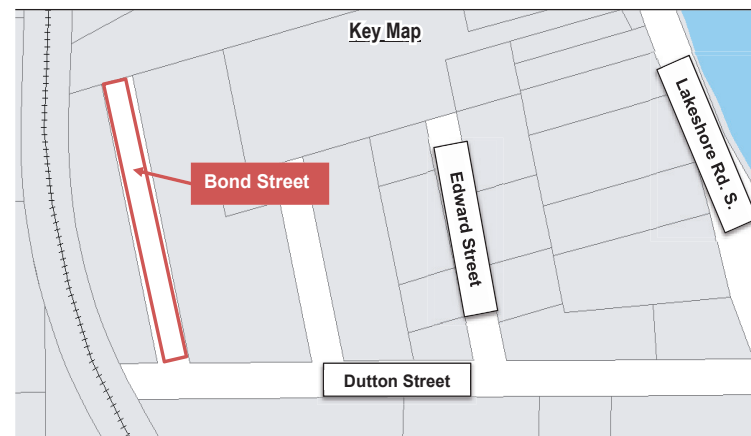 Key Map
Lakeshore Rd. S.
Bond Street
Edward Street
Dutton Street